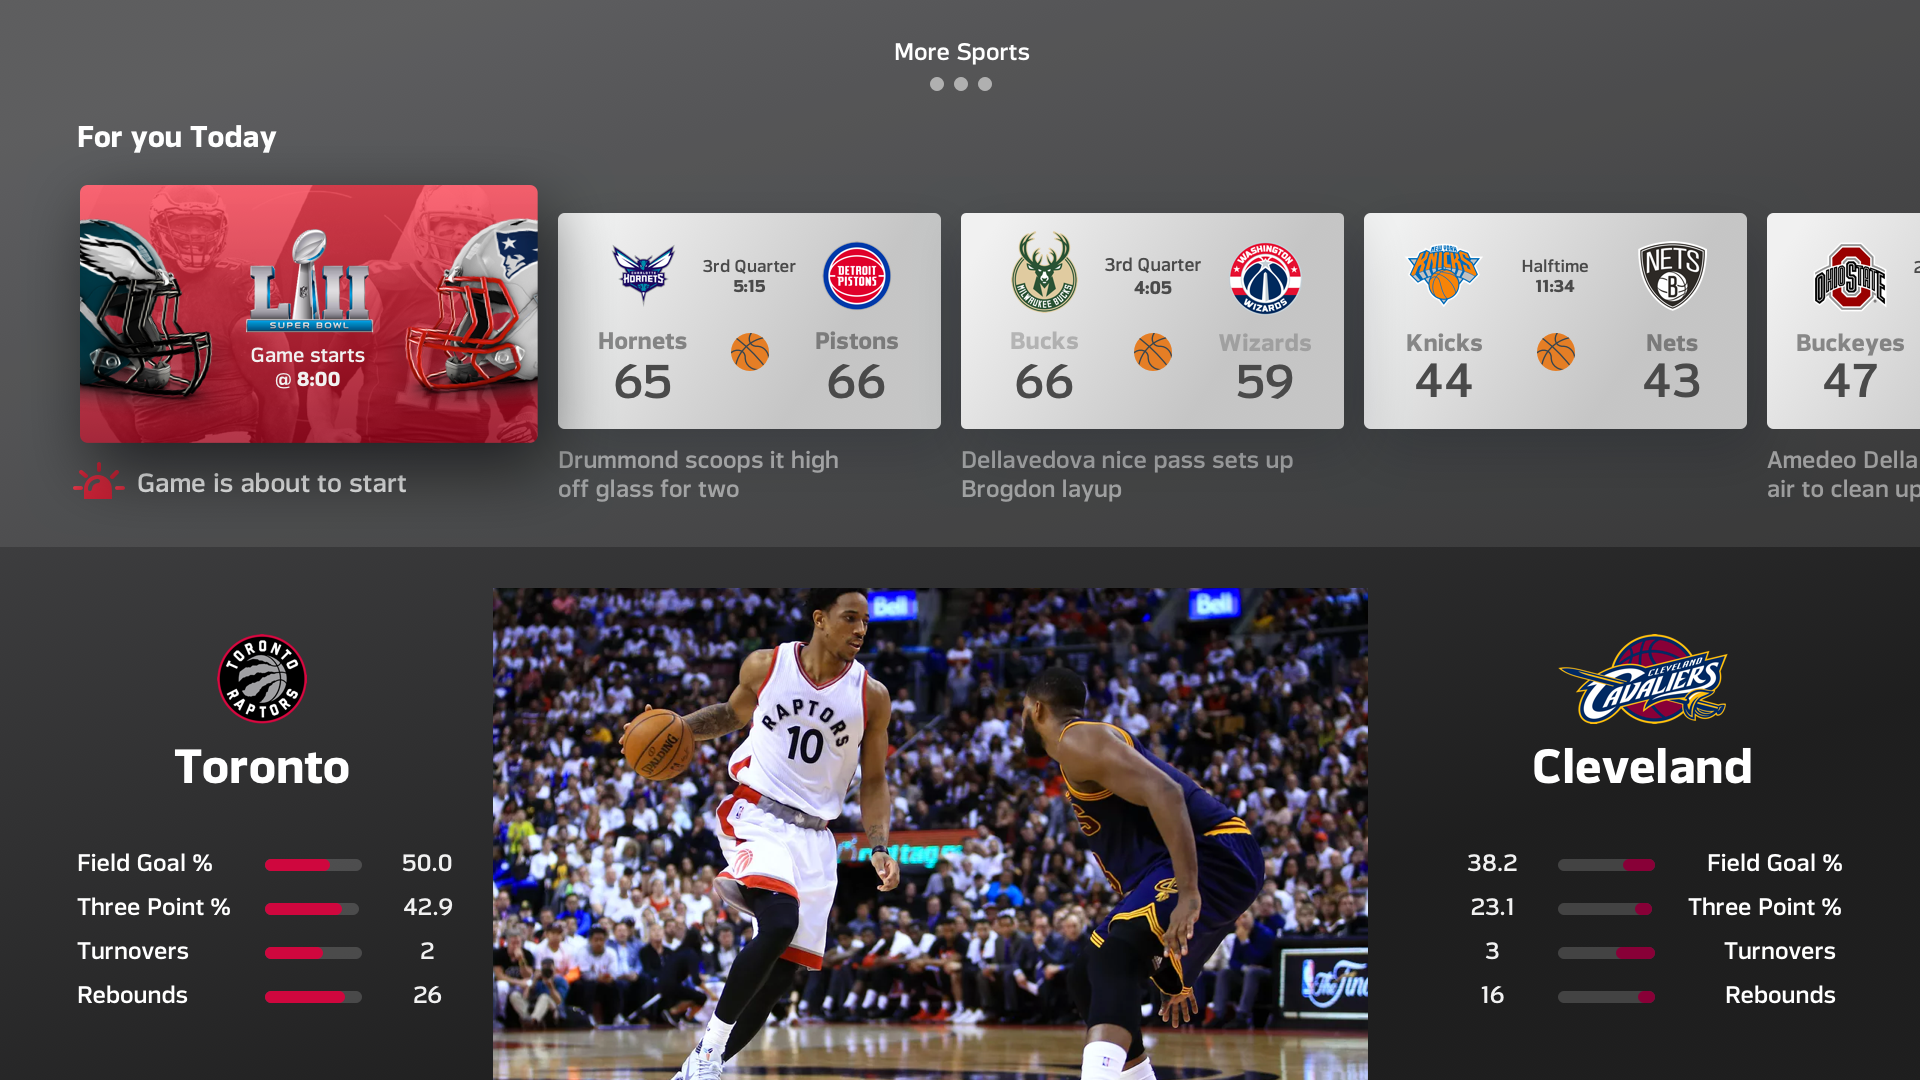 More Sports
For you Today
LII
SUPER BOWL
Game starts
@ 8:00
Game is about to start
CHARLOTTE
HORNETS
3rd Quarter
5:15
DETROIT
PISTONS
Hornets
Pistons
65
66
Drummond scoops it high
off glass for two
MILWAUKEE BUCKS
3rd Quarter
4:05
WASHINGTON
WIZARDS
Bucks
Wizards
66
59
Dellavedova nice pass sets up
Brogdon layup
NEW YORK
KNICKS
Halftime
11:34
NETS
B
Knicks
Nets
44
43
OHIO STATE
2
Buckeyes
47
Amedeo Della
air to clean up
TORONTO
RAPTORS
Toronto
Field Goal % 50.0
Three Point % 42.9
Turnovers 2
Rebounds 26
Bell
Bell
RAPTORS
10
SPALDING
The Fin
CLEVELAND
CAVALIERS
Cleveland
38.2 Field Goal %
23.1 Three Point %
3 Turnovers
16 Rebounds